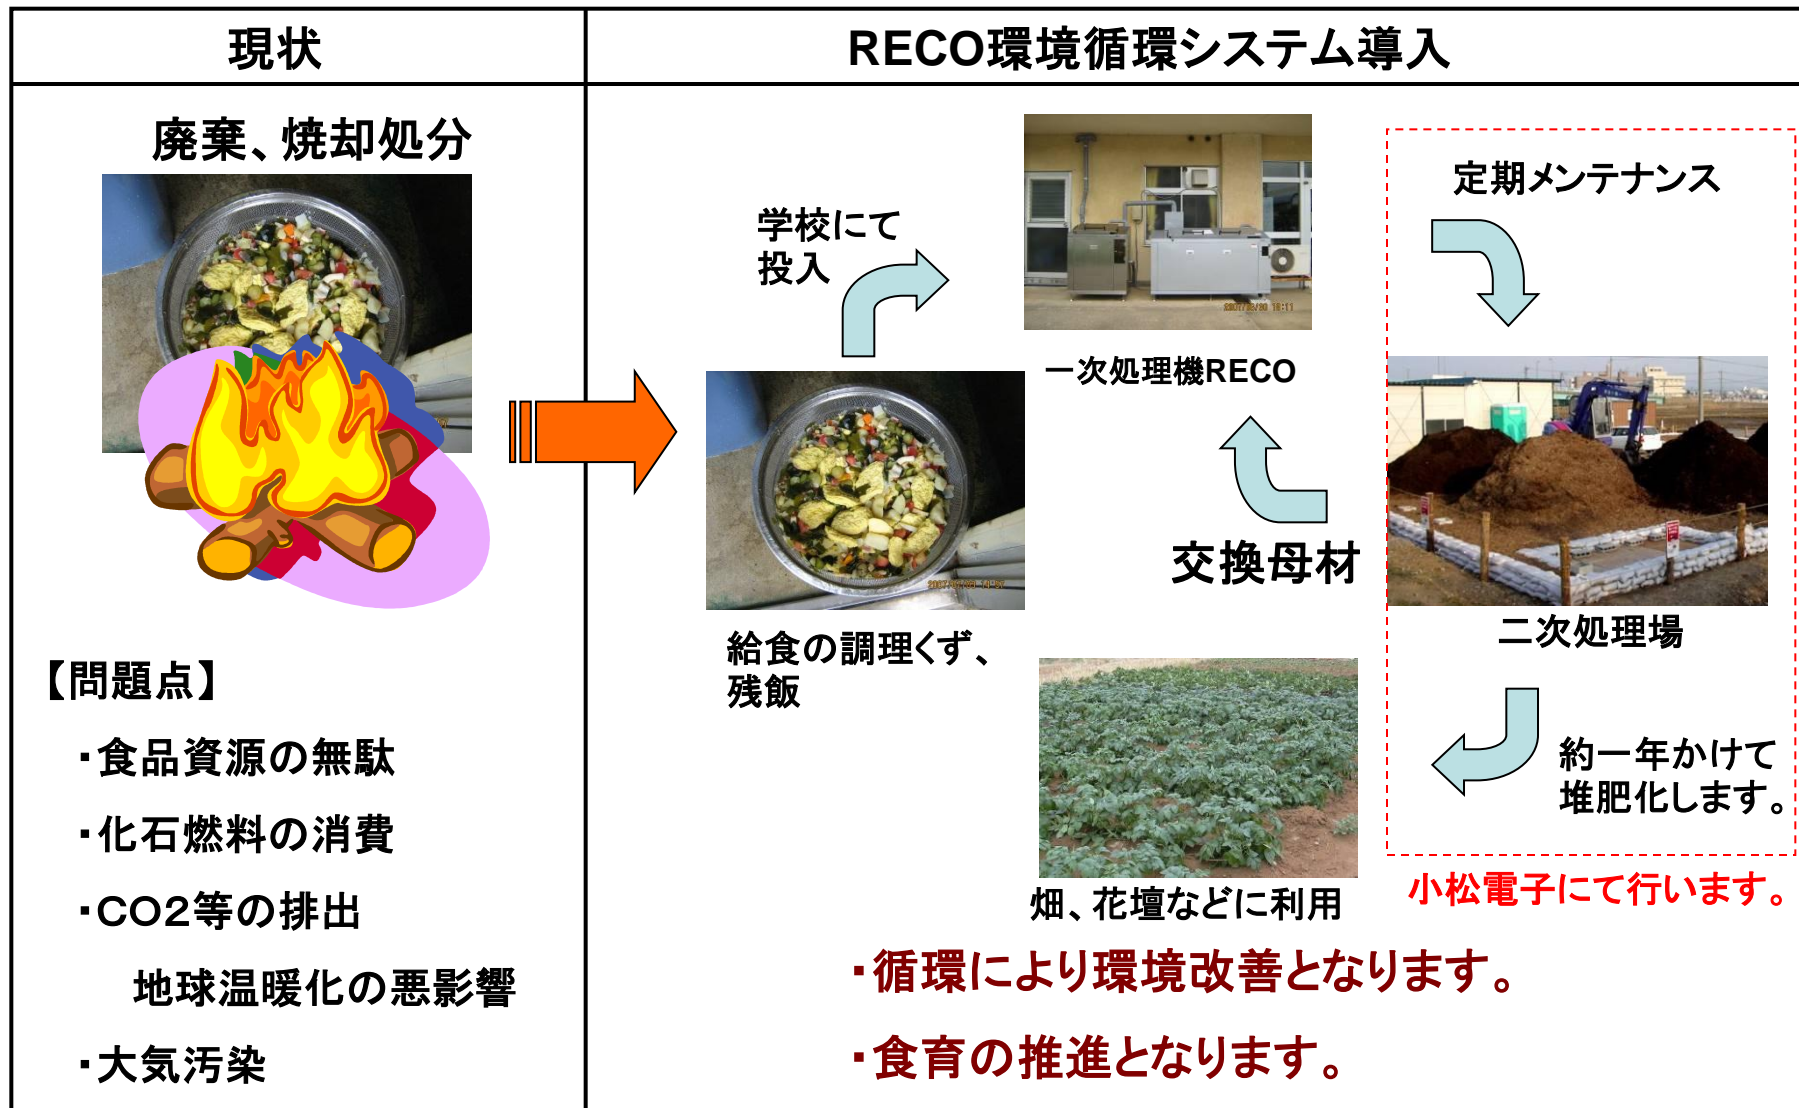 現状
RECO環境循環システム導入
廃棄、焼却処分
【問題点】
・食品資源の無駄
・化石燃料の消費
・CO2等の排出
地球温暖化の悪影響
・大気汚染
学校にて
投入
一次処理機RECO
定期メンテナンス
給食の調理くず、
残飯
交換母材
二次処理場
約一年かけて
堆肥化します。
小松電子にて行います。
畑、花壇などに利用
・循環により環境改善となります。
・食育の推進となります。